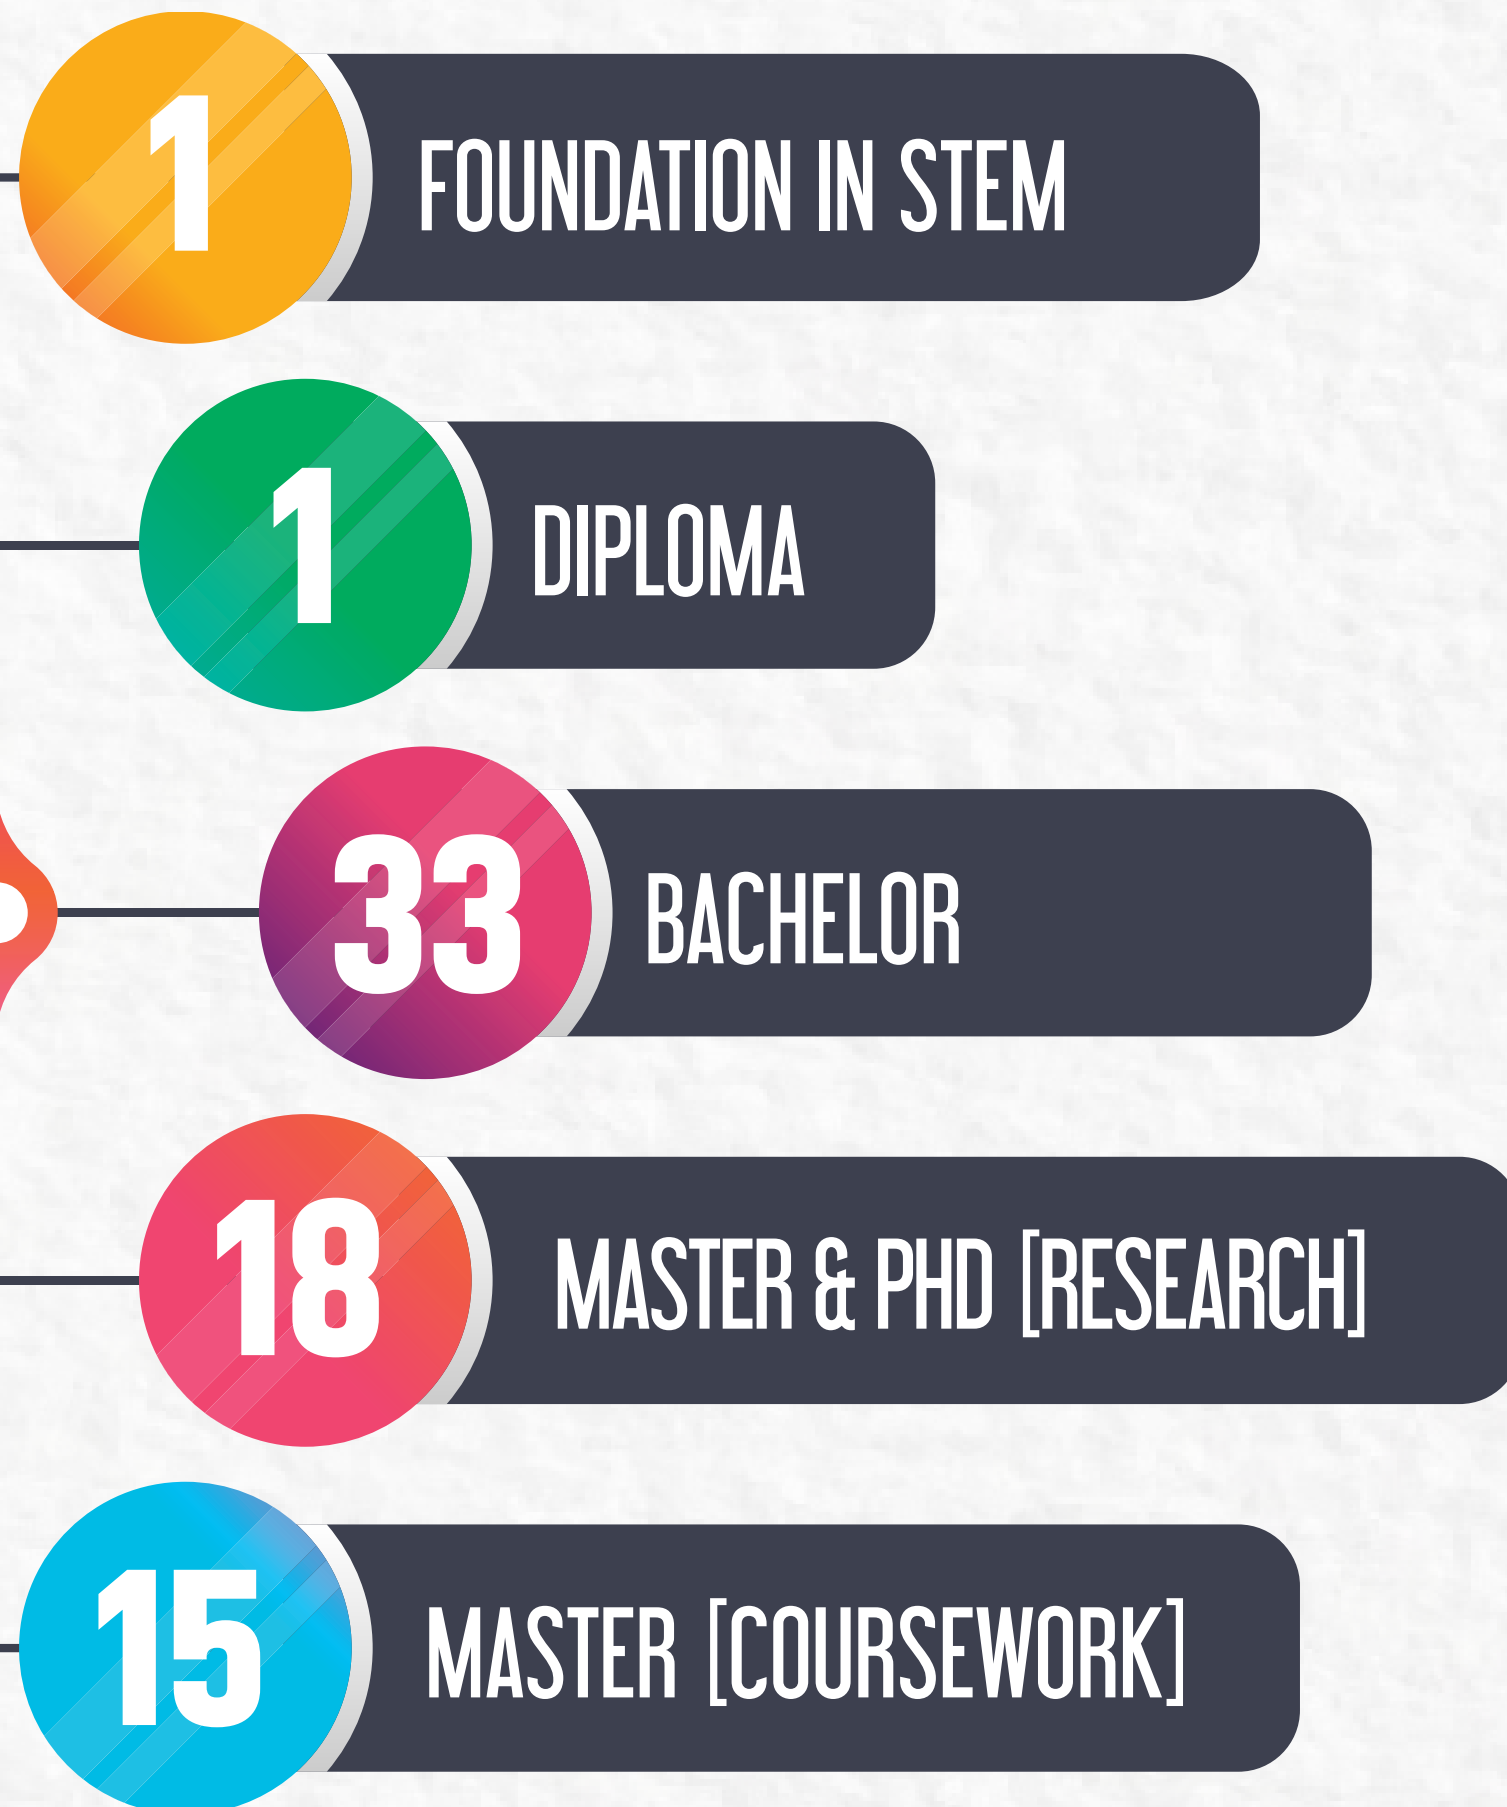 1
FOUNDATION IN STEM
1
DIPLOMA
33
BACHELOR
18
MASTER & PHD [RESEARCH]
15
MASTER [COURSEWORK]